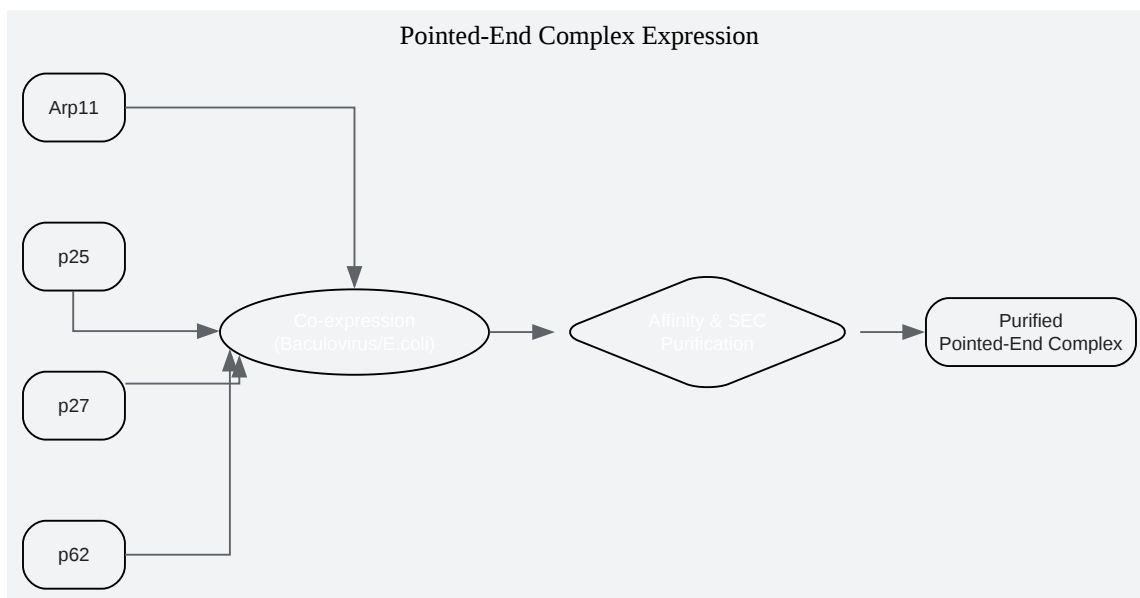 Pointed-End Complex Expression
Arp11
p25
p27
p62
Co-expression
(Baculovirus/E.coli)
Affinity & SEC
Purification
Purified
Pointed-End Complex